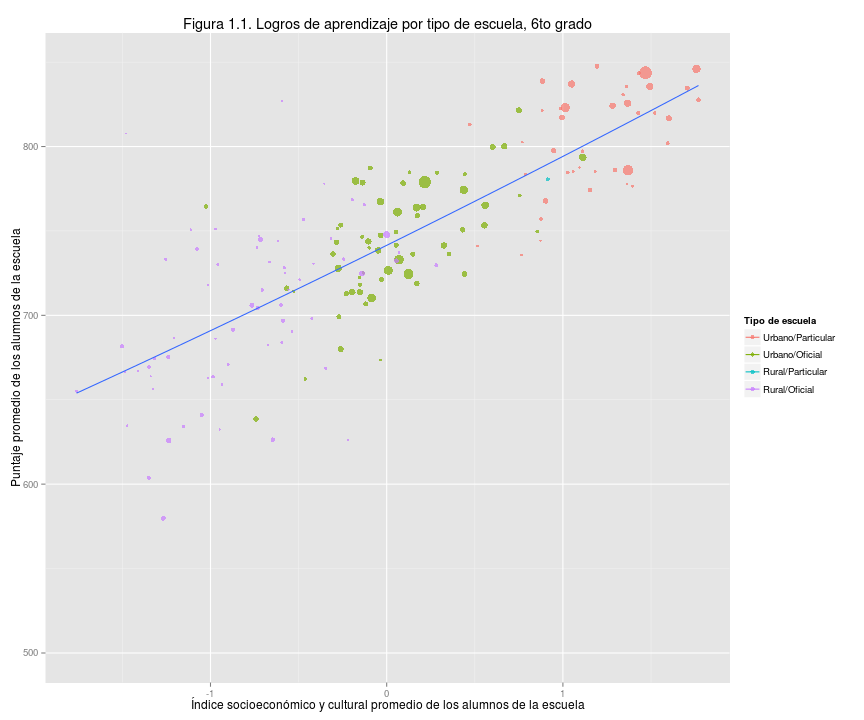 Figura 1.1. Logros de aprendizaje por tipo de escuela, 6to grado
Puntaje promedio de los alumnos de la escuela
800
700
600
500
-1
0
1
Índice socioeconómico y cultural promedio de los alumnos de la escuela
Tipo de escuela
Urbano/Particular
Urbano/Oficial
Rural/Particular
Rural/Oficial